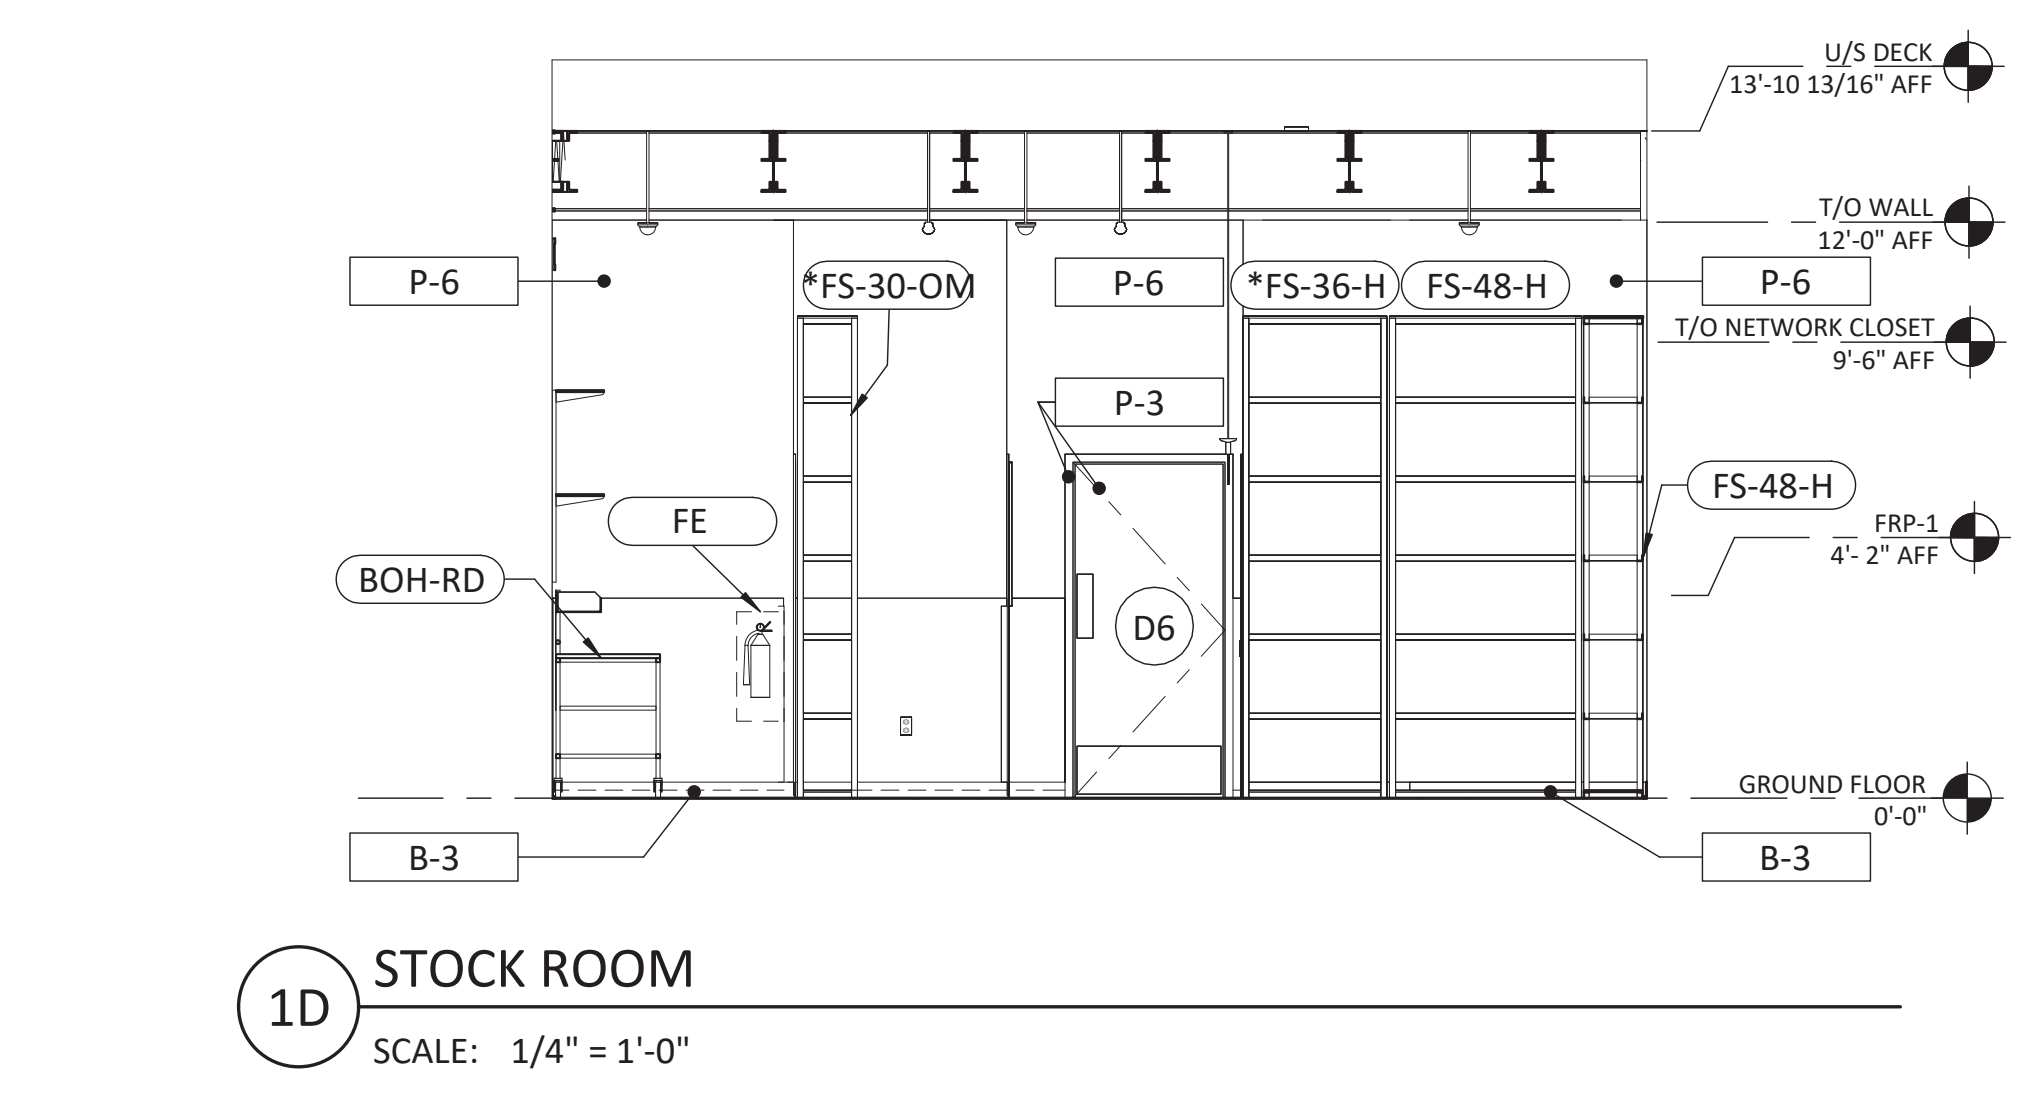 U/S DECK
13'-10 13/16" AFF
T/O WALL
12'-0" AFF
P-6
*FS-30-OM
P-6
*FS-36-H
FS-48-H
P-6
T/O NETWORK CLOSET
9'-6" AFF
P-3
FS-48-H
FE
FRP-1
4'- 2" AFF
BOH-RD
D6
GROUND FLOOR
0'-0"
B-3
B-3
1D
STOCK ROOM
SCALE: 1/4" = 1'-0"